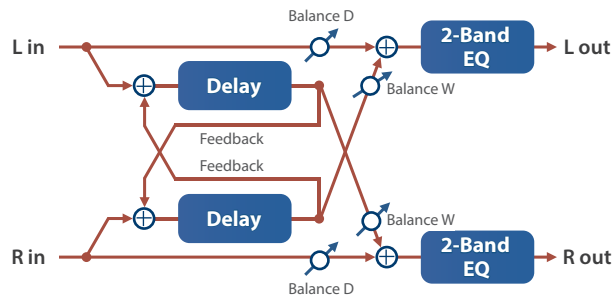 Balance D
L in
2-Band
EQ
L out
Delay
Balance W
Feedback
Feedback
Delay
Balance W
R in
2-Band
EQ
R out
Balance D